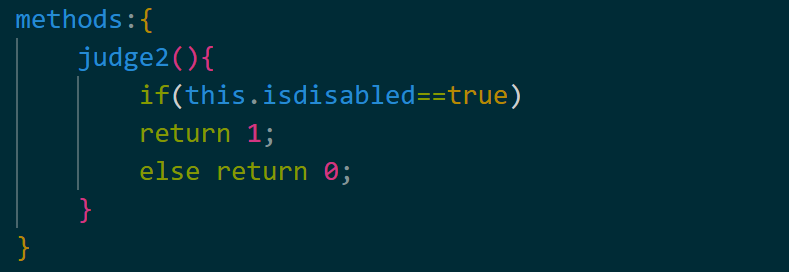 methods:{
judge2(){
if(this.isdisabled==true)
return 1;
else return 0;
}
}